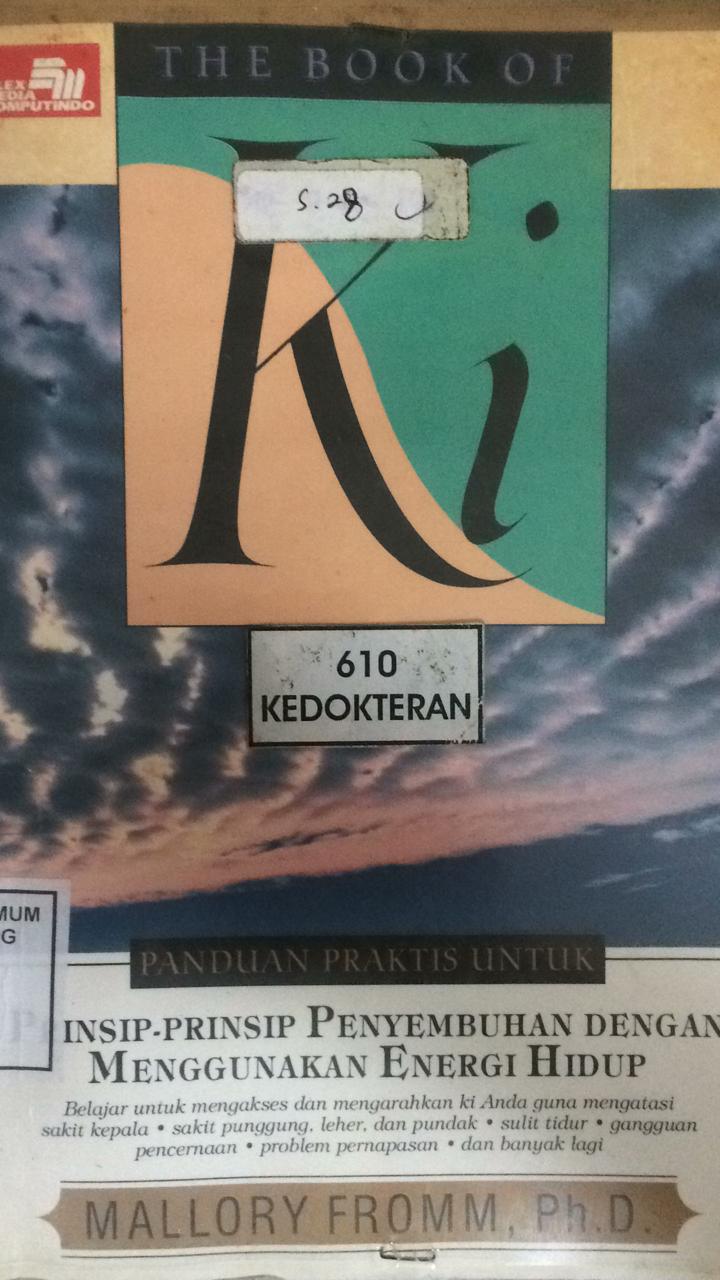 THE BOOK OF
Ki
S.28
610
KEDOKTERAN
PANDUAN PRAKTIS UNTUK
INSIP-PRINSIP PENYEMBUHAN DENGAN
MENGGUNAKAN ENERGI HIDUP
Belajar untuk mengakses dan mengarahkan ki Anda guna mengatasi
sakit kepala • sakit punggung, leher, dan pundak • sulit tidur • gangguan
pencernaan • problem pernapasan • dan banyak lagi
MALLORY FROMM, Ph.D.